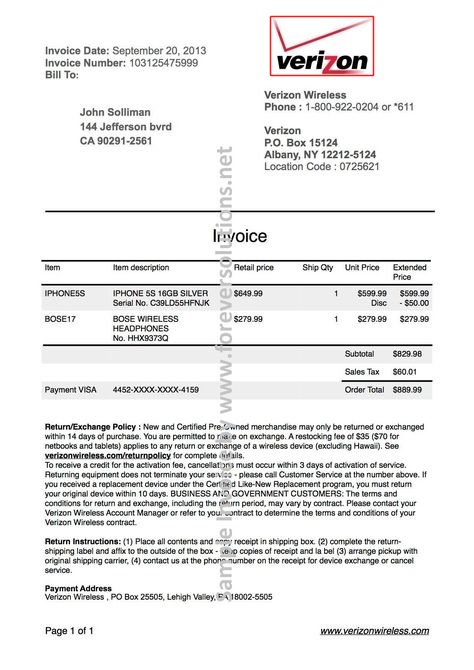 Invoice Date: September 20, 2013
Invoice Number: 103125475999
Bill To:
John Solliman
144 Jefferson bvrd
CA 90291-2561
verizon
Verizon Wireless
Phone : 1-800-922-0204 or *611
Verizon
P.O. Box 15124
Albany, NY 12212-5124
Location Code : 0725621
Invoice
Item Item description Retail price Ship Qty Unit Price Extended Price
IPHONE5S IPHONE 5S 16GB SILVER $649.99 1 $599.99 $599.99
Serial No. C39LD55HFNJK Disc - $50.00
BOSE17 BOSE WIRELESS $279.99 1 $279.99 $279.99
HEADPHONES
No. HHX9373Q
Subtotal $829.98
Sales Tax $60.01
Payment VISA 4452-XXXX-XXXX-4159 Order Total $889.99
Return/Exchange Policy : New and Certified Pre-Owned merchandise may only be returned or exchanged
within 14 days of purchase. You are permitted to make on exchange. A restocking fee of $35 ($70 for
netbooks and tablets) applies to any return or exchange of a wireless device (excluding Hawaii). See
verizonwireless.com/returnpolicy for complete details.
To receive a credit for the activation fee, cancellations must occur within 3 days of activation of service.
Returning equipment does not terminate your service - please call Customer Service at the number above. If
you received a replacement device under the Certified Like-New Replacement program, you must return
your original device within 10 days. BUSINESS AND GOVERNMENT CUSTOMERS: The terms and
conditions for return and exchange, including the return period, may vary by contract. Please contact your
Verizon Wireless Account Manager or refer to your contract to determine the terms and conditions of your
Verizon Wireless contract.
Return Instructions: (1) Place all contents and copy receipt in shipping box. (2) complete the return-
shipping label and affix to the outside of the box - keep copies of receipt and la bel (3) arrange pickup with
original shipping carrier, (4) contact us at the phone number on the receipt for device exchange or cancel
service.
Payment Address
Verizon Wireless , PO Box 25505, Lehigh Valley, PA 18002-5505
Page 1 of 1
www.verizonwireless.com
www.foreversolutions.net